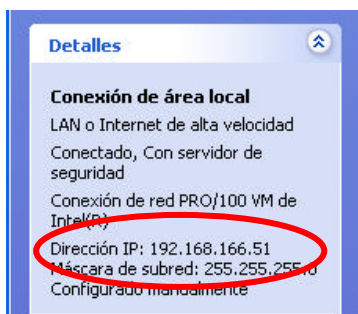 Detalles
Conexión de área local
LAN o Internet de alta velocidad
Conectado, Con servidor de
seguridad
Conexión de red PRO/100 VM de
Intel(R)
Dirección IP: 192.168.166.51
Máscara de subred: 255.255.255.0
Configurado manualmente